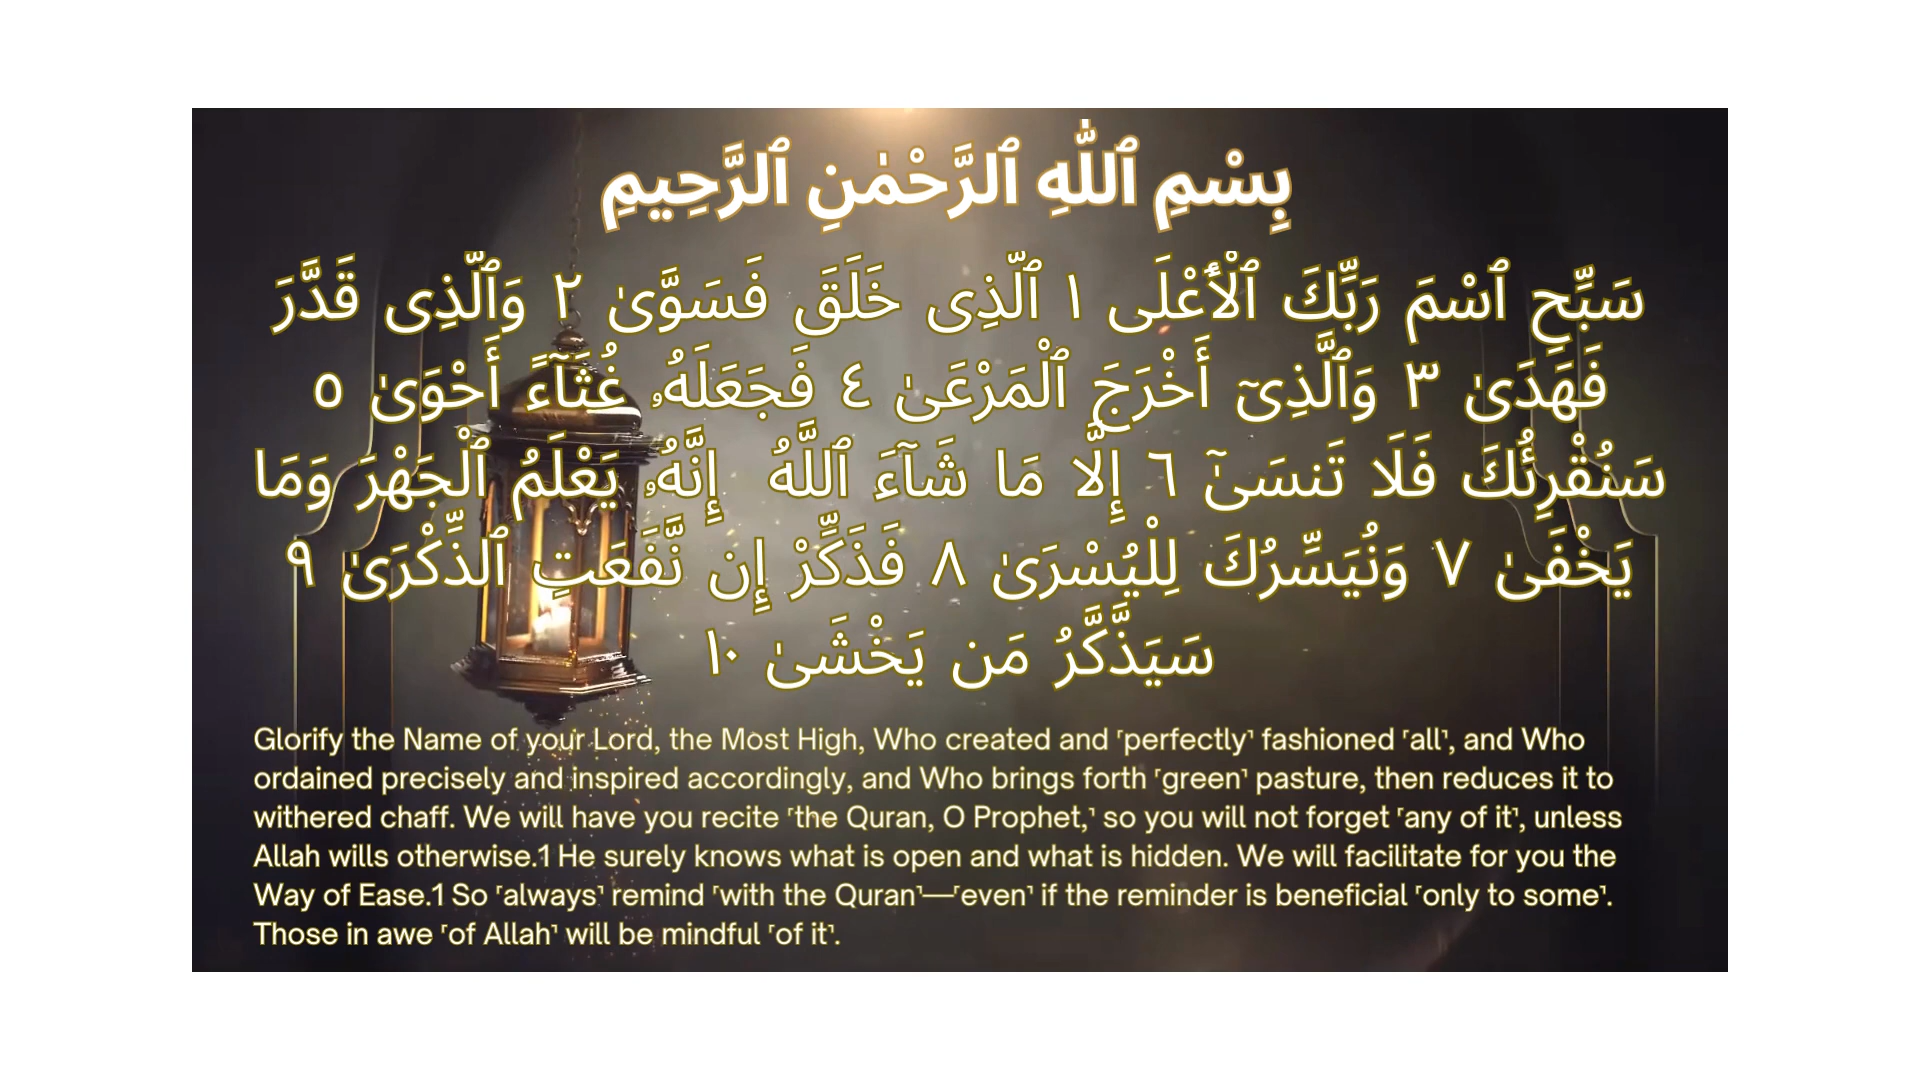 بِسْمِ ٱللَّٰهِ ٱلرَّحْمَٰنِ ٱلرَّحِيمِ
سَبِّحِ ٱسْمَ رَبِّكَ ٱلْأَعْلَى ١ ٱلَّذِى خَلَقَ فَسَوَّىٰ ٢ وَٱلَّذِى قَدَّرَ
فَهَدَىٰ ٣ وَٱلَّذِىٓ أَخْرَجَ ٱلْمَرْعَىٰ ٤ فَجَعَلَهُۥ غُثَآءً أَحْوَىٰ ٥
سَنُقْرِئُكَ فَلَا تَنسَىٰٓ ٦ إِلَّا مَا شَآءَ ٱللَّهُ إِنَّهُۥ يَعْلَمُ ٱلْجَهْرَ وَمَا
يَخْفَىٰ ٧ وَنُيَسِّرُكَ لِلْيُسْرَىٰ ٨ فَذَكِّرْ إِن نَّفَعَتِ ٱلذِّكْرَىٰ ٩
سَيَذَّكَّرُ مَن يَخْشَىٰ ١٠
Glorify the Name of your Lord, the Most High, Who created and ˹perfectly˺ fashioned ˹all˺, and Who
ordained precisely and inspired accordingly, and Who brings forth ˹green˺ pasture, then reduces it to
withered chaff. We will have you recite ˹the Quran, O Prophet,˺ so you will not forget ˹any of it˺, unless
Allah wills otherwise.1 He surely knows what is open and what is hidden. We will facilitate for you the
Way of Ease.1 So ˹always˺ remind ˹with the Quran˺—˹even˺ if the reminder is beneficial ˹only to some˺.
Those in awe ˹of Allah˺ will be mindful ˹of it˺.